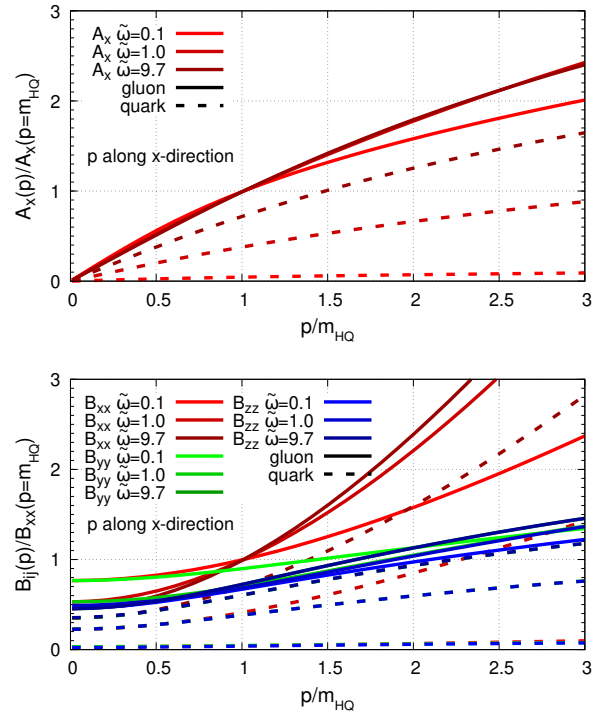 A_x(p)/A_x(p=m_HQ)
3
2
1
0
A_x ω̃=0.1
A_x ω̃=1.0
A_x ω̃=9.7
gluon
quark
p along x-direction
0 0.5 1 1.5 2 2.5 3
p/m_HQ
B_ij(p)/B_xx(p=m_HQ)
3
2
1
0
B_xx ω̃=0.1 B_zz ω̃=0.1
B_xx ω̃=1.0 B_zz ω̃=1.0
B_xx ω̃=9.7 B_zz ω̃=9.7
B_yy ω̃=0.1 gluon
B_yy ω̃=1.0 quark
B_yy ω̃=9.7
p along x-direction
0 0.5 1 1.5 2 2.5 3
p/m_HQ